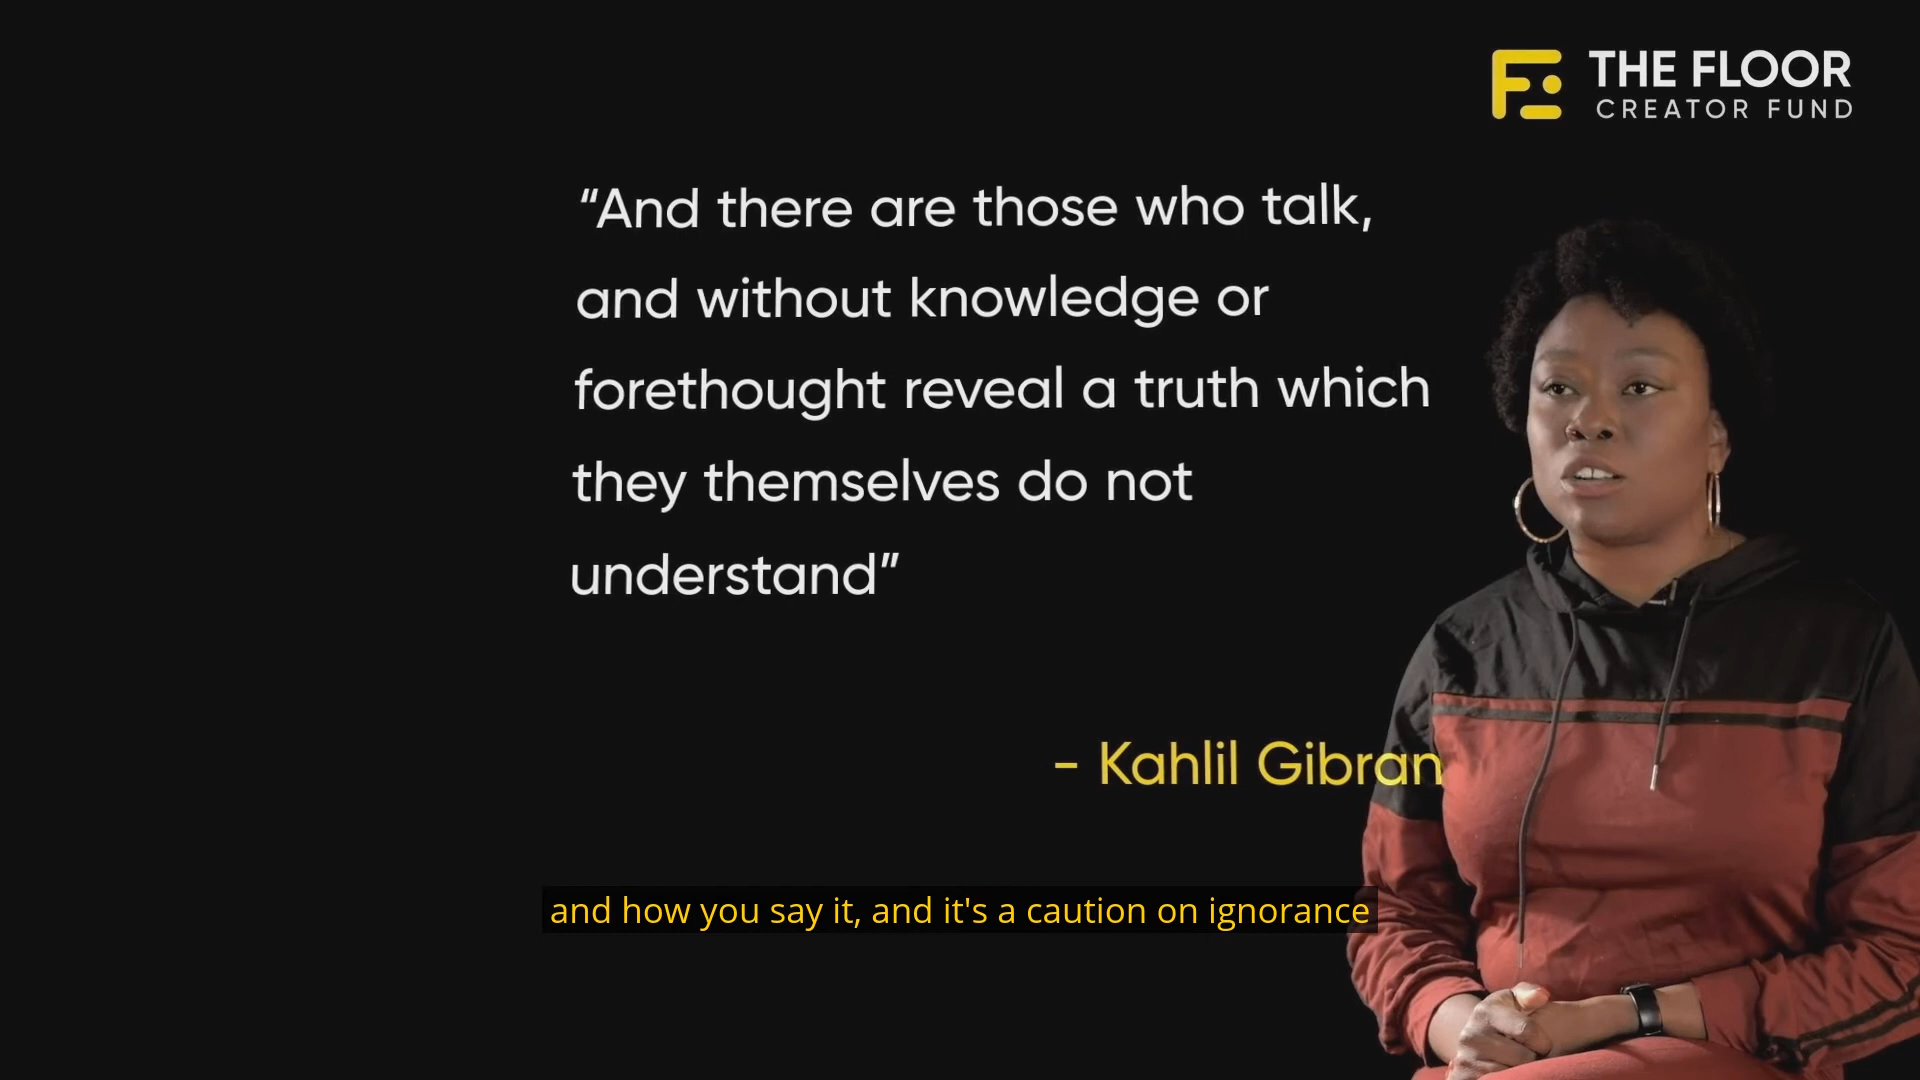 THE FLOOR
CREATOR FUND
“And there are those who talk,
and without knowledge or
forethought reveal a truth which
they themselves do not
understand”
- Kahlil Gibran
and how you say it, and it's a caution on ignorance